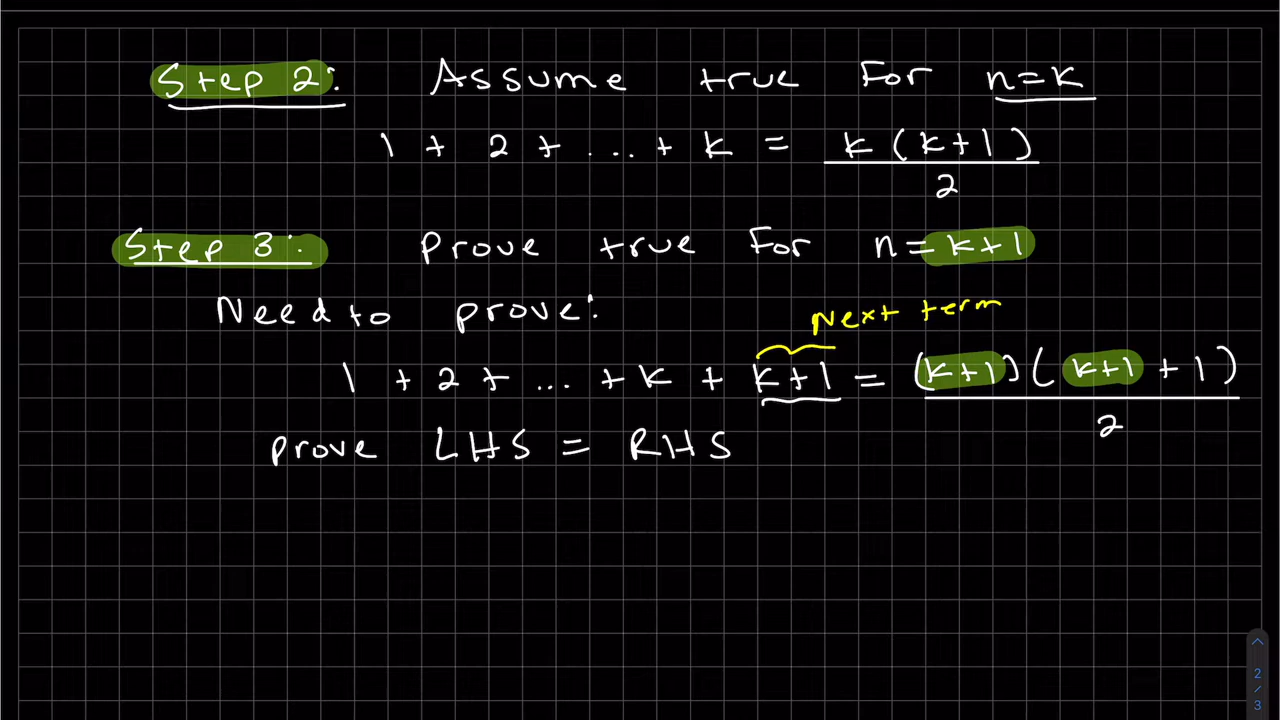 Step 2: Assume true For n=k
1 + 2 + ... + k = k(k+1)/2
Step 3: Prove true For n=k+1
Need to prove:
Next term
1 + 2 + ... + k + k+1 = (k+1)(k+1+1)/2
prove LHS = RHS
2
/
3